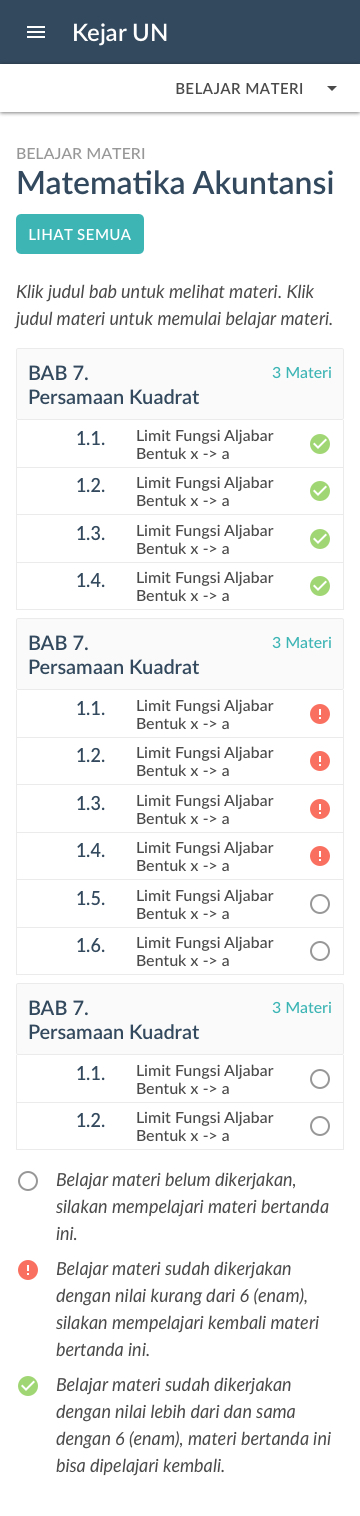 Kejar UN
BELAJAR MATERI
BELAJAR MATERI
Matematika Akuntansi
LIHAT SEMUA
Klik judul bab untuk melihat materi. Klik
judul materi untuk memulai belajar materi.
BAB 7.
Persamaan Kuadrat
3 Materi
1.1.
Limit Fungsi Aljabar
Bentuk x -> a
1.2.
Limit Fungsi Aljabar
Bentuk x -> a
1.3.
Limit Fungsi Aljabar
Bentuk x -> a
1.4.
Limit Fungsi Aljabar
Bentuk x -> a
BAB 7.
Persamaan Kuadrat
3 Materi
1.1.
Limit Fungsi Aljabar
Bentuk x -> a
1.2.
Limit Fungsi Aljabar
Bentuk x -> a
1.3.
Limit Fungsi Aljabar
Bentuk x -> a
1.4.
Limit Fungsi Aljabar
Bentuk x -> a
1.5.
Limit Fungsi Aljabar
Bentuk x -> a
1.6.
Limit Fungsi Aljabar
Bentuk x -> a
BAB 7.
Persamaan Kuadrat
3 Materi
1.1.
Limit Fungsi Aljabar
Bentuk x -> a
1.2.
Limit Fungsi Aljabar
Bentuk x -> a
Belajar materi belum dikerjakan,
silakan mempelajari materi bertanda
ini.
Belajar materi sudah dikerjakan
dengan nilai kurang dari 6 (enam),
silakan mempelajari kembali materi
bertanda ini.
Belajar materi sudah dikerjakan
dengan nilai lebih dari dan sama
dengan 6 (enam), materi bertanda ini
bisa dipelajari kembali.